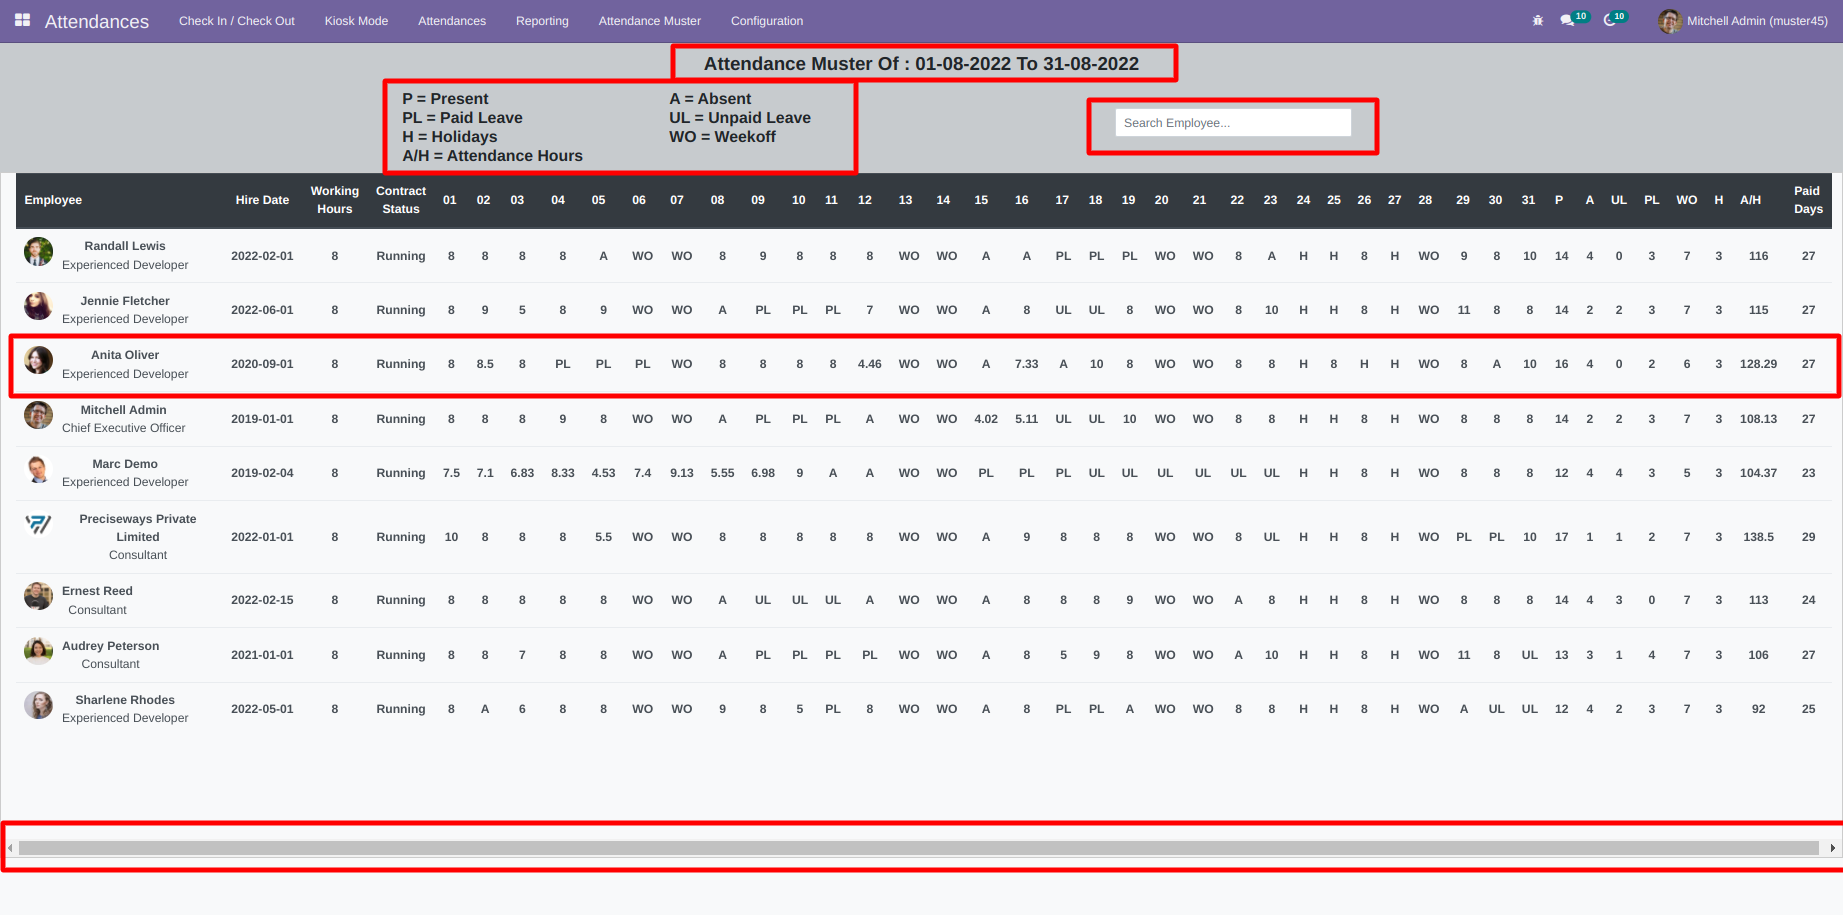 Attendances Check In / Check Out Kiosk Mode Attendances Reporting Attendance Muster Configuration 10 10 Mitchell Admin (muster45)
Attendance Muster Of : 01-08-2022 To 31-08-2022
P = Present A = Absent
PL = Paid Leave UL = Unpaid Leave
H = Holidays WO = Weekoff
A/H = Attendance Hours
Search Employee...
Employee Hire Date Working Hours Contract Status 01 02 03 04 05 06 07 08 09 10 11 12 13 14 15 16 17 18 19 20 21 22 23 24 25 26 27 28 29 30 31 P A UL PL WO H A/H Paid Days
Randall Lewis
Experienced Developer 2022-02-01 8 Running 8 8 8 8 A WO WO 8 9 8 8 8 WO WO A A PL PL PL WO WO 8 A H H 8 H WO 9 8 10 14 4 0 3 7 3 116 27
Jennie Fletcher
Experienced Developer 2022-06-01 8 Running 8 9 5 8 9 WO WO A PL PL PL 7 WO WO A 8 UL UL 8 WO WO 8 10 H H 8 H WO 11 8 8 14 2 2 3 7 3 115 27
Anita Oliver
Experienced Developer 2020-09-01 8 Running 8 8.5 8 PL PL PL WO 8 8 8 8 4.46 WO WO A 7.33 A 10 8 WO WO 8 8 H 8 H H WO 8 A 10 16 4 0 2 6 3 128.29 27
Mitchell Admin
Chief Executive Officer 2019-01-01 8 Running 8 8 8 9 8 WO WO A PL PL PL A WO WO 4.02 5.11 UL UL 10 WO WO 8 8 H H 8 H WO 8 8 8 14 2 2 3 7 3 108.13 27
Marc Demo
Experienced Developer 2019-02-04 8 Running 7.5 7.1 6.83 8.33 4.53 7.4 9.13 5.55 6.98 9 A A WO WO PL PL PL UL UL UL UL UL UL H H 8 H WO 8 8 8 12 4 4 3 5 3 104.37 23
Preciseways Private
Limited
Consultant 2022-01-01 8 Running 10 8 8 8 5.5 WO WO 8 8 8 8 8 WO WO A 9 8 8 8 WO WO 8 UL H H 8 H WO PL PL 10 17 1 1 2 7 3 138.5 29
Ernest Reed
Consultant 2022-02-15 8 Running 8 8 8 8 8 WO WO A UL UL UL A WO WO A 8 8 8 9 WO WO A 8 H H 8 H WO 8 8 8 14 4 3 0 7 3 113 24
Audrey Peterson
Consultant 2021-01-01 8 Running 8 8 7 8 8 WO WO A PL PL PL PL WO WO A 8 5 9 8 WO WO A 10 H H 8 H WO 11 8 UL 13 3 1 4 7 3 106 27
Sharlene Rhodes
Experienced Developer 2022-05-01 8 Running 8 A 6 8 8 WO WO 9 8 5 PL 8 WO WO A 8 PL PL A WO WO 8 8 H H 8 H WO A UL UL 12 4 2 3 7 3 92 25